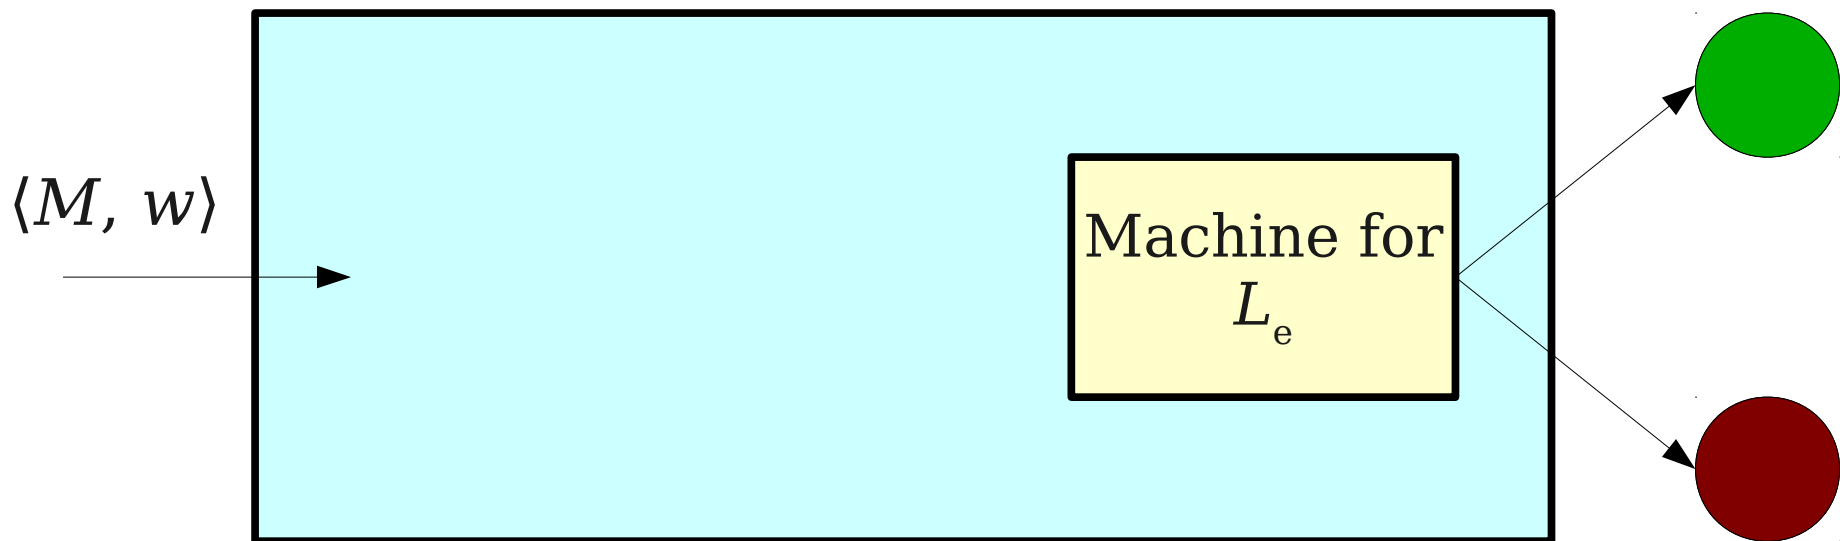 ⟨M, w⟩
Machine for
Lₑ